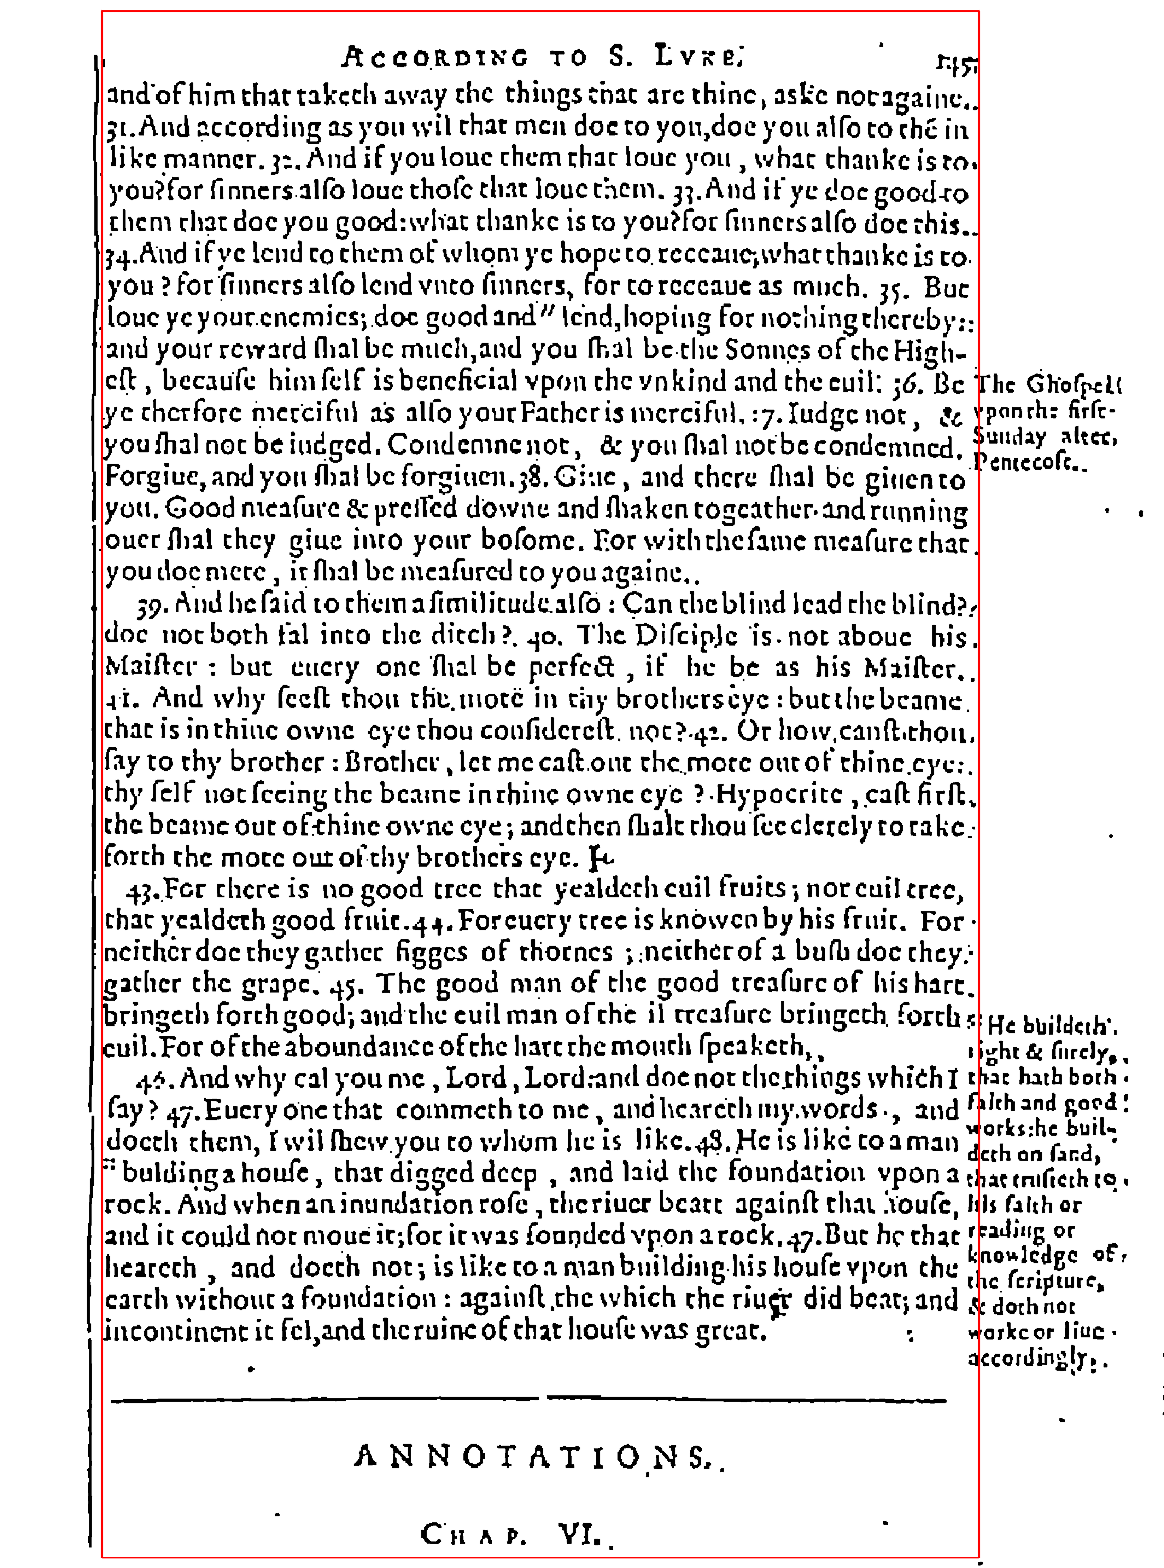 ACCORDING TO S. LVKE. 145
and of him that taketh away the things that are thine, aske not againe.
31. And according as you wil that men doe to you, doe you alſo to thē in
like manner. 32. And if you loue them that loue you, what thanke is to
you? for ſinners alſo loue thoſe that loue them. 33. And if ye doe good to
them that doe you good: what thanke is to you? for ſinners alſo doe this.
34. And if ye lend to them of whom ye hope to receaue; what thanke is to
you? for ſinners alſo lend vnto ſinners, for to receaue as much. 35. But
loue ye your enemies; doe good and " lend, hoping for nothing thereby:
and your reward ſhal be much, and you ſhal be the Sonnes of the High-
eſt, becauſe himſelf is beneficial vpon the vnkind and the euil: 36. Be
ye therfore merciful as alſo your Father is merciful. :7. Iudge not, &
you ſhal not be iudged. Condemne not, & you ſhal not be condemned.
Forgiue, and you ſhal be forgiuen. 38. Giue, and there ſhal be giuen to
you. Good meaſure & preſſed downe and ſhaken togeather and running
ouer ſhal they giue into your boſome. For with the ſame meaſure that
you doe mete, it ſhal be meaſured to you againe.
39. And he ſaid to them a ſimilitude alſo: Can the blind lead the blind?
doe not both fal into the ditch? 40. The Diſciple is not aboue his
Maiſter: but euery one ſhal be perfect, if he be as his Maiſter.
41. And why ſeeſt thou the mote in thy brothers eye: but the beame
that is in thine owne eye thou conſidereſt not? 42. Or how canſt thou
ſay to thy brother: Brother, let me caſt out the mote out of thine eye:
thy ſelf not ſeeing the beame in thine owne eye? Hypocrite, caſt firſt
the beame out of thine owne eye; and then ſhalt thou ſee cleerely to take
forth the mote out of thy brothers eye.
43. For there is no good tree that yealdeth euil fruits; nor euil tree,
that yealdeth good fruit. 44. For euery tree is knowen by his fruit. For
neither doe they gather figges of thornes; neither of a buſh doe they
gather the grape. 45. The good man of the good treaſure of his hart
bringeth forth good; and the euil man of the il treaſure bringeth forth
euil. For of the aboundance of the hart the mouth ſpeaketh.
46. And why cal you me, Lord, Lord: and doe not the things which I
ſay? 47. Euery one that commeth to me, and heareth my words, and
doeth them, I wil ſhew you to whom he is like. 48. He is like to a man
:: bulding a houſe, that digged deep, and laid the foundation vpon a
rock. And when an inundation roſe, the riuer beatt againſt that houſe,
and it could not moue it; for it was founded vpon a rock. 47. But he that
heareth, and doeth not; is like to a man building his houſe vpon the
earth without a foundation: againſt the which the riuer did beat; and
incontinent it fel, and the ruine of that houſe was great.
The Ghoſpell
vpon the firſt
Sunday after
Pentecoſt.
:: He buildeth
right & ſurely,
that hath both
faith and good
works: he buil-
deth on ſand,
that truſteth to
his faith or
reading or
knowledge of
the ſcripture,
& doth not
worke or liue
accordingly.
ANNOTATIONS.
CHAP. VI.